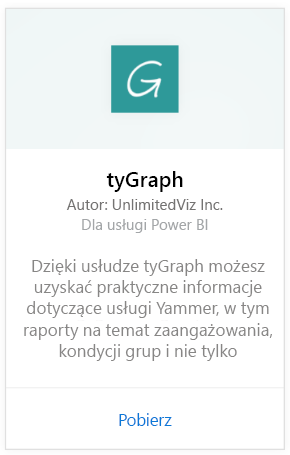 G
tyGraph
Autor: UnlimitedViz Inc.
Dla usługi Power BI
Dzięki usłudze tyGraph możesz
uzyskać praktyczne informacje
dotyczące usługi Yammer, w tym
raporty na temat zaangażowania,
kondycji grup i nie tylko
Pobierz